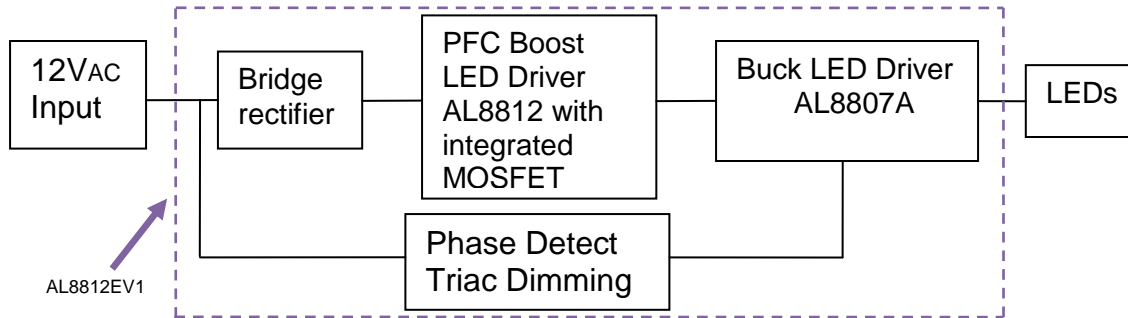 12VAC
Input
Bridge
rectifier
PFC Boost
LED Driver
AL8812 with
integrated
MOSFET
Buck LED Driver
AL8807A
LEDs
Phase Detect
Triac Dimming
AL8812EV1